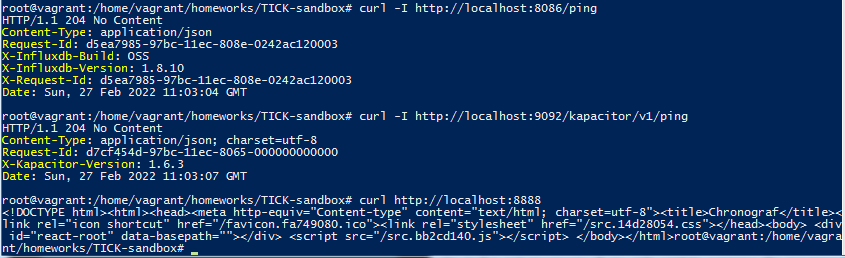 root@vagrant:/home/vagrant/homeworks/TICK-sandbox# curl -I http://localhost:8086/ping
HTTP/1.1 204 No Content
Content-Type: application/json
Request-Id: d5ea7985-97bc-11ec-808e-0242ac120003
X-Influxdb-Build: OSS
X-Influxdb-Version: 1.8.10
X-Request-Id: d5ea7985-97bc-11ec-808e-0242ac120003
Date: Sun, 27 Feb 2022 11:03:04 GMT
root@vagrant:/home/vagrant/homeworks/TICK-sandbox# curl -I http://localhost:9092/kapacitor/v1/ping
HTTP/1.1 204 No Content
Content-Type: application/json; charset=utf-8
Request-Id: d7cf454d-97bc-11ec-8065-000000000000
X-Kapacitor-Version: 1.6.3
Date: Sun, 27 Feb 2022 11:03:07 GMT
root@vagrant:/home/vagrant/homeworks/TICK-sandbox# curl http://localhost:8888
<!DOCTYPE html><html><head><meta http-equiv="Content-type" content="text/html; charset=utf-8"><title>Chronograf</title><
link rel="icon shortcut" href="/favicon.fa749080.ico"><link rel="stylesheet" href="/src.14d28054.css"></head><body> <div
 id="react-root" data-basepath=""></div> <script src="/src.bb2cd140.js"></script> </body></html>root@vagrant:/home/vagra
nt/homeworks/TICK-sandbox#